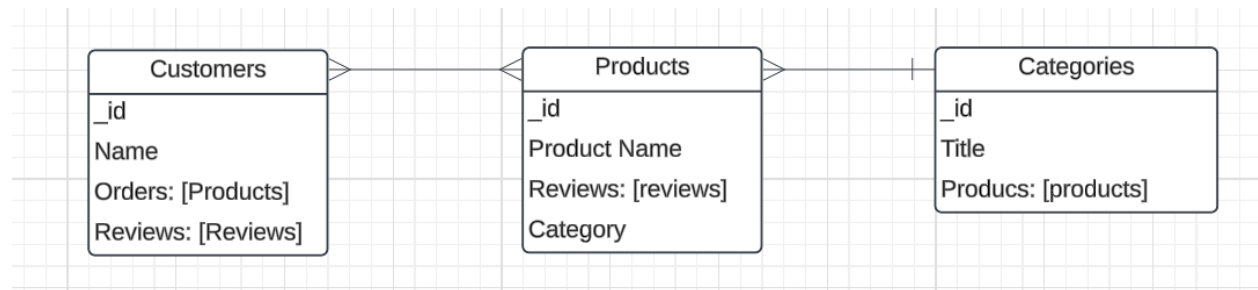 Customers
_id
Name
Orders: [Products]
Reviews: [Reviews]
Products
_id
Product Name
Reviews: [reviews]
Category
Categories
_id
Title
Producs: [products]